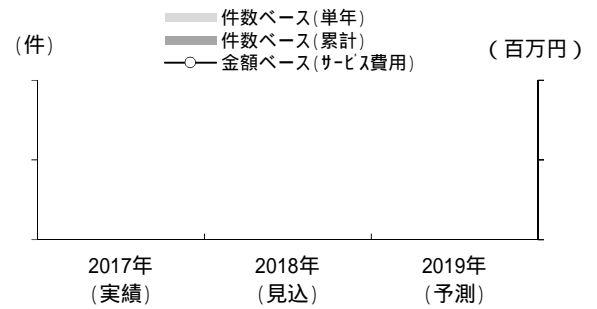 件数ベース(単年)
件数ベース(累計)
金額ベース(ｻｰﾋﾞｽ費用)
(件)
(百万円)
2017年
(実績)
2018年
(見込)
2019年
(予測)